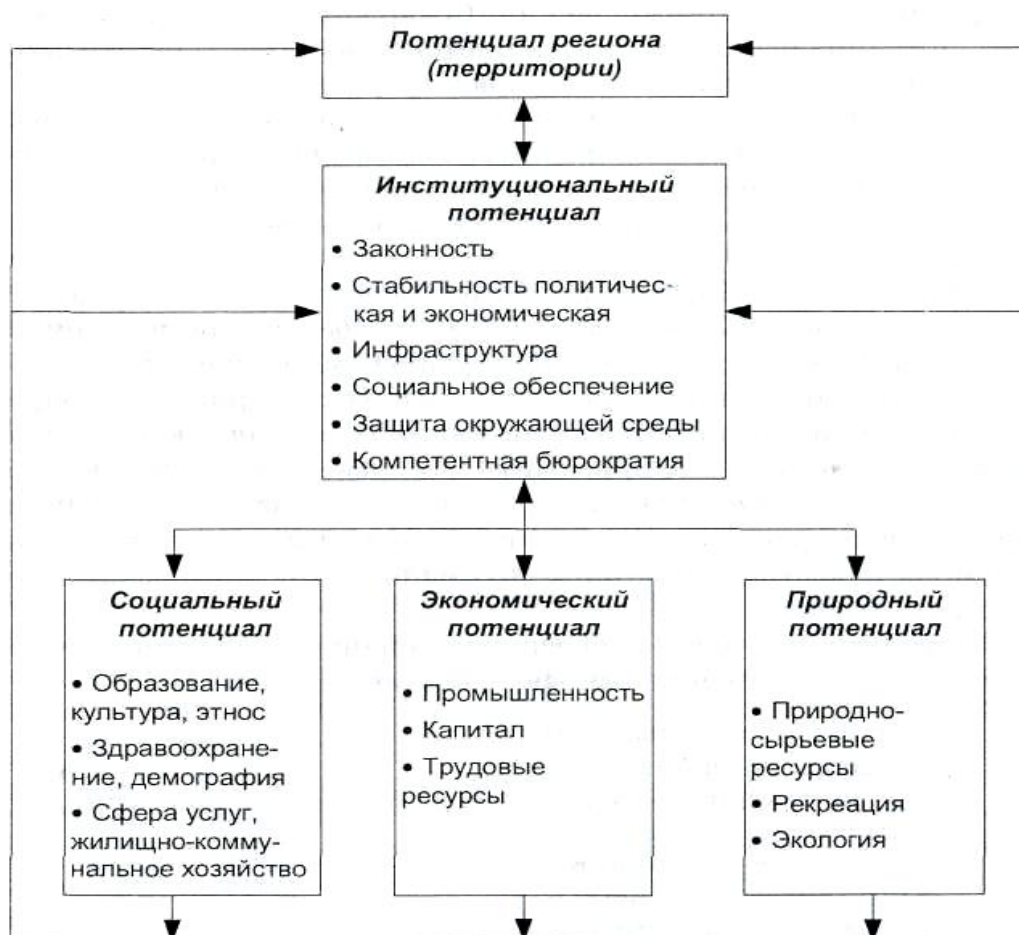 Потенциал региона
(территории)
Институциональный
потенциал
• Законность
• Стабильность политичес-
кая и экономическая
• Инфраструктура
• Социальное обеспечение
• Защита окружающей среды
• Компетентная бюрократия
Социальный
потенциал
• Образование,
культура, этнос
• Здравоохране-
ние, демография
• Сфера услуг,
жилищно-комму-
нальное хозяйство
Экономический
потенциал
• Промышленность
• Капитал
• Трудовые
ресурсы
Природный
потенциал
• Природно-
сырьевые
ресурсы
• Рекреация
• Экология